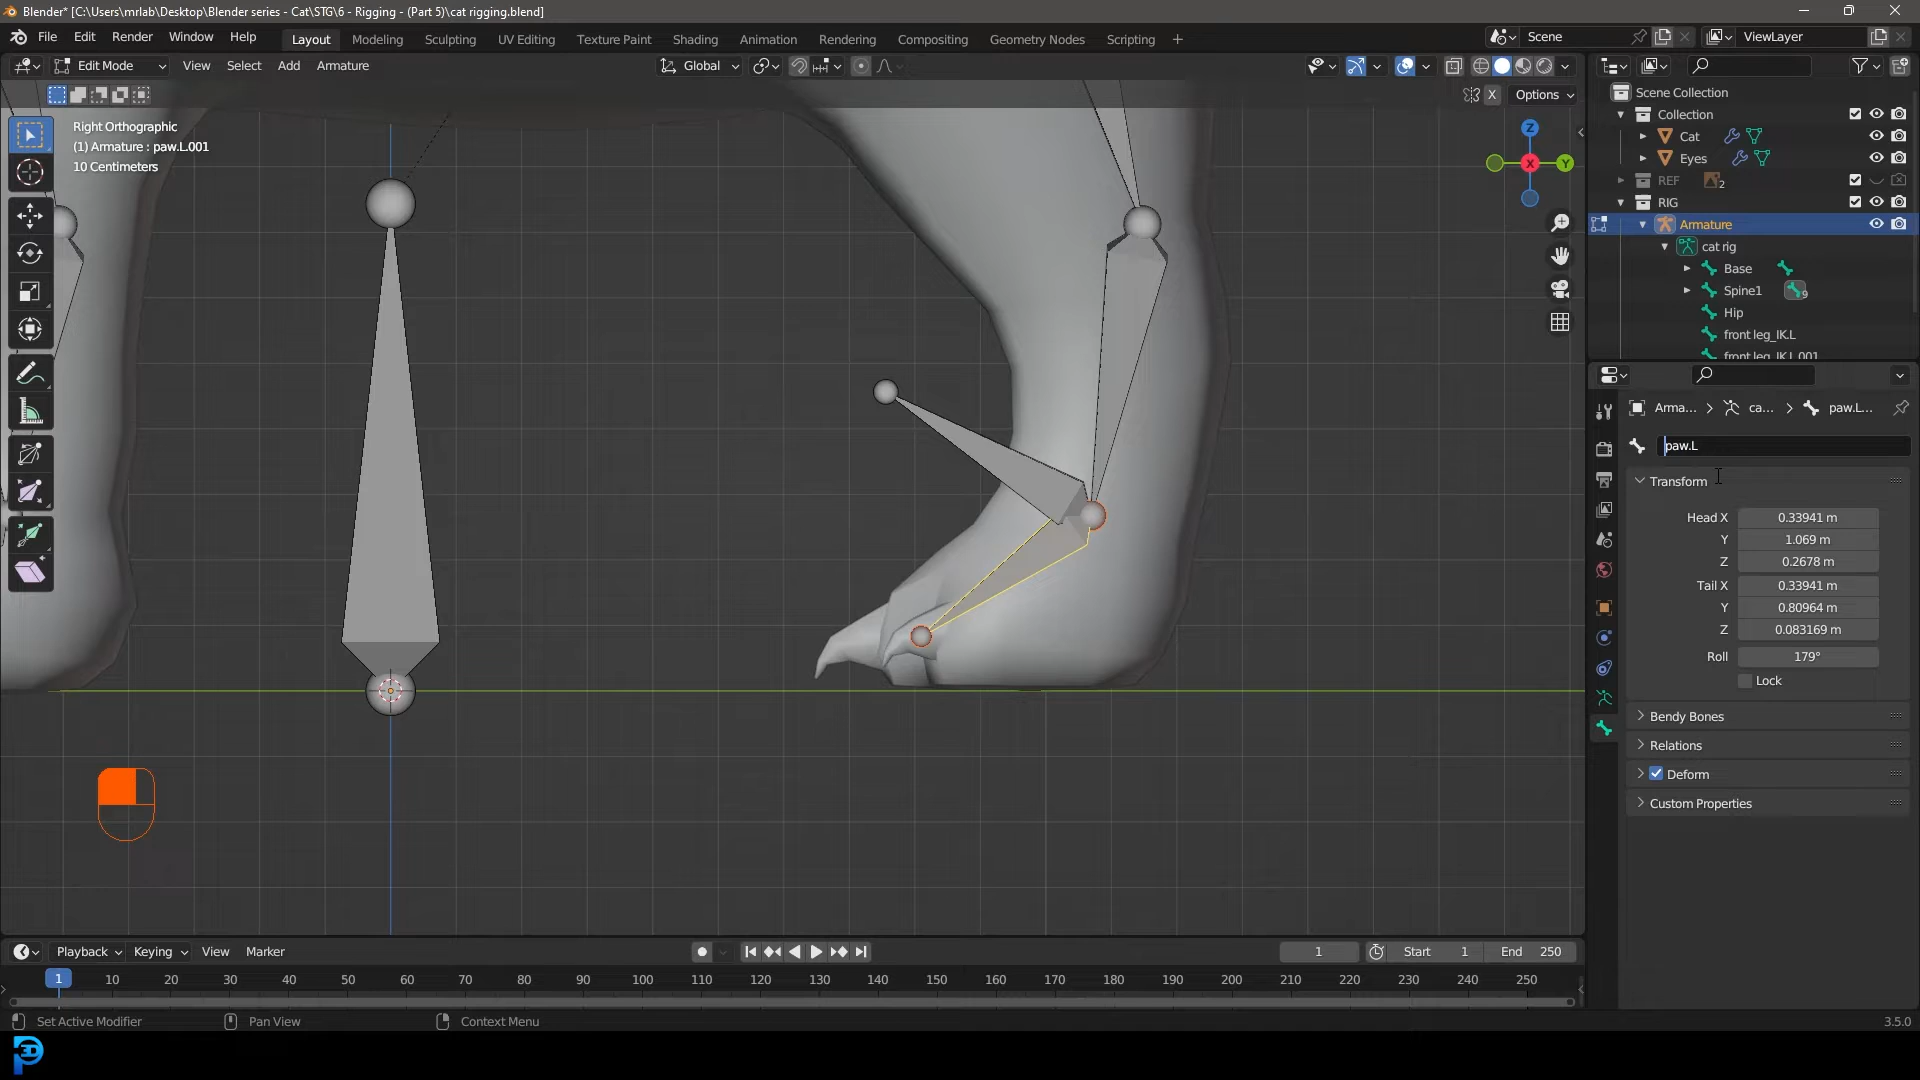 Blender* [C:\Users\mrlab\Desktop\Blender series - Cat\STG\6 - Rigging - (Part 5)\cat rigging.blend]
File Edit Render Window Help Layout Modeling Sculpting UV Editing Texture Paint Shading Animation Rendering Compositing Geometry Nodes Scripting + Scene ViewLayer
Edit Mode View Select Add Armature Global
Options
Right Orthographic
(1) Armature : paw.L.001
10 Centimeters
Z
X
Y
Scene Collection
Collection
Cat
Eyes
REF 2
RIG
Armature
cat rig
Base
Spine1 9
Hip
front leg_IK.L
front leg_IK.L.001
Arma... > ca... > paw.L...
paw.L
Transform
Head X 0.33941 m
Y 1.069 m
Z 0.2678 m
Tail X 0.33941 m
Y 0.80964 m
Z 0.083169 m
Roll 179°
Lock
Bendy Bones
Relations
Deform
Custom Properties
Playback Keying View Marker 1 Start 1 End 250
1 10 20 30 40 50 60 70 80 90 100 110 120 130 140 150 160 170 180 190 200 210 220 230 240 250
Set Active Modifier Pan View Context Menu 3.5.0